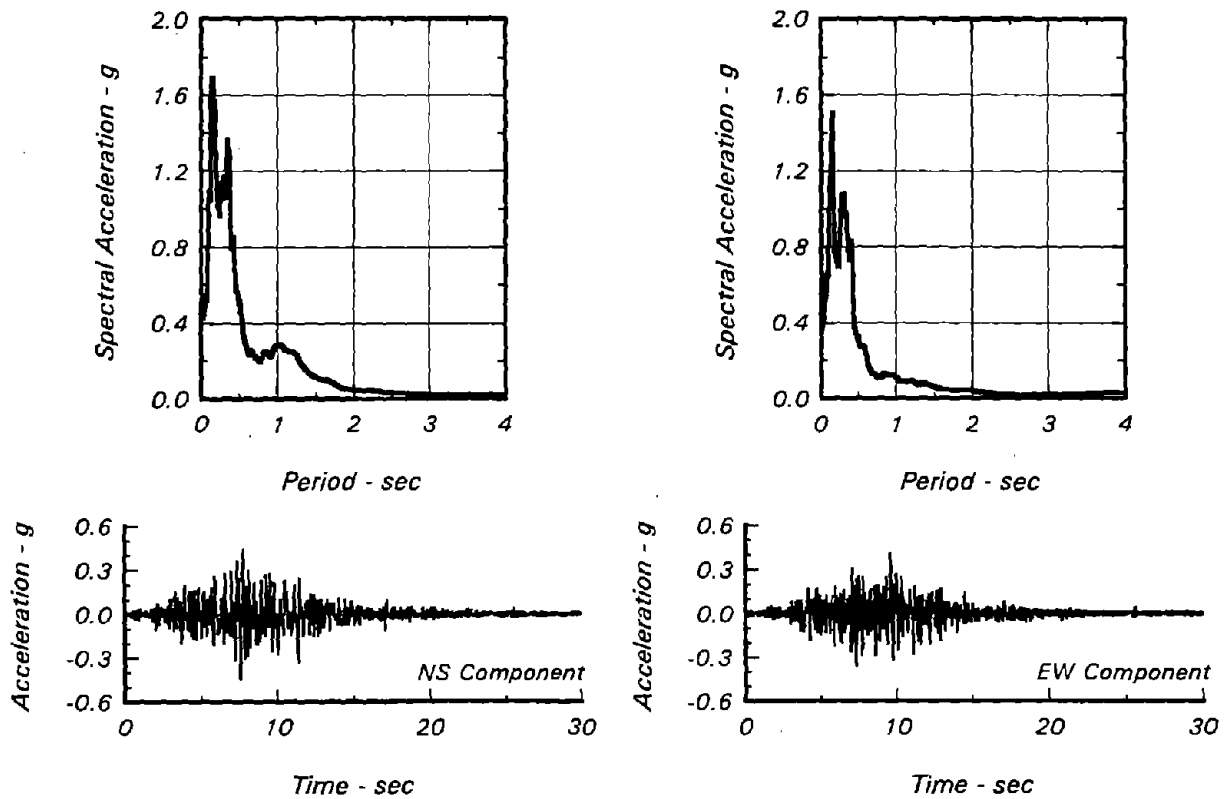 2.0
1.6
1.2
0.8
0.4
0.0
Spectral Acceleration - g
0 1 2 3 4
Period - sec
2.0
1.6
1.2
0.8
0.4
0.0
Spectral Acceleration - g
0 1 2 3 4
Period - sec
0.6
0.3
0.0
-0.3
-0.6
Acceleration - g
NS Component
0 10 20 30
Time - sec
0.6
0.3
0.0
-0.3
-0.6
Acceleration - g
EW Component
0 10 20 30
Time - sec